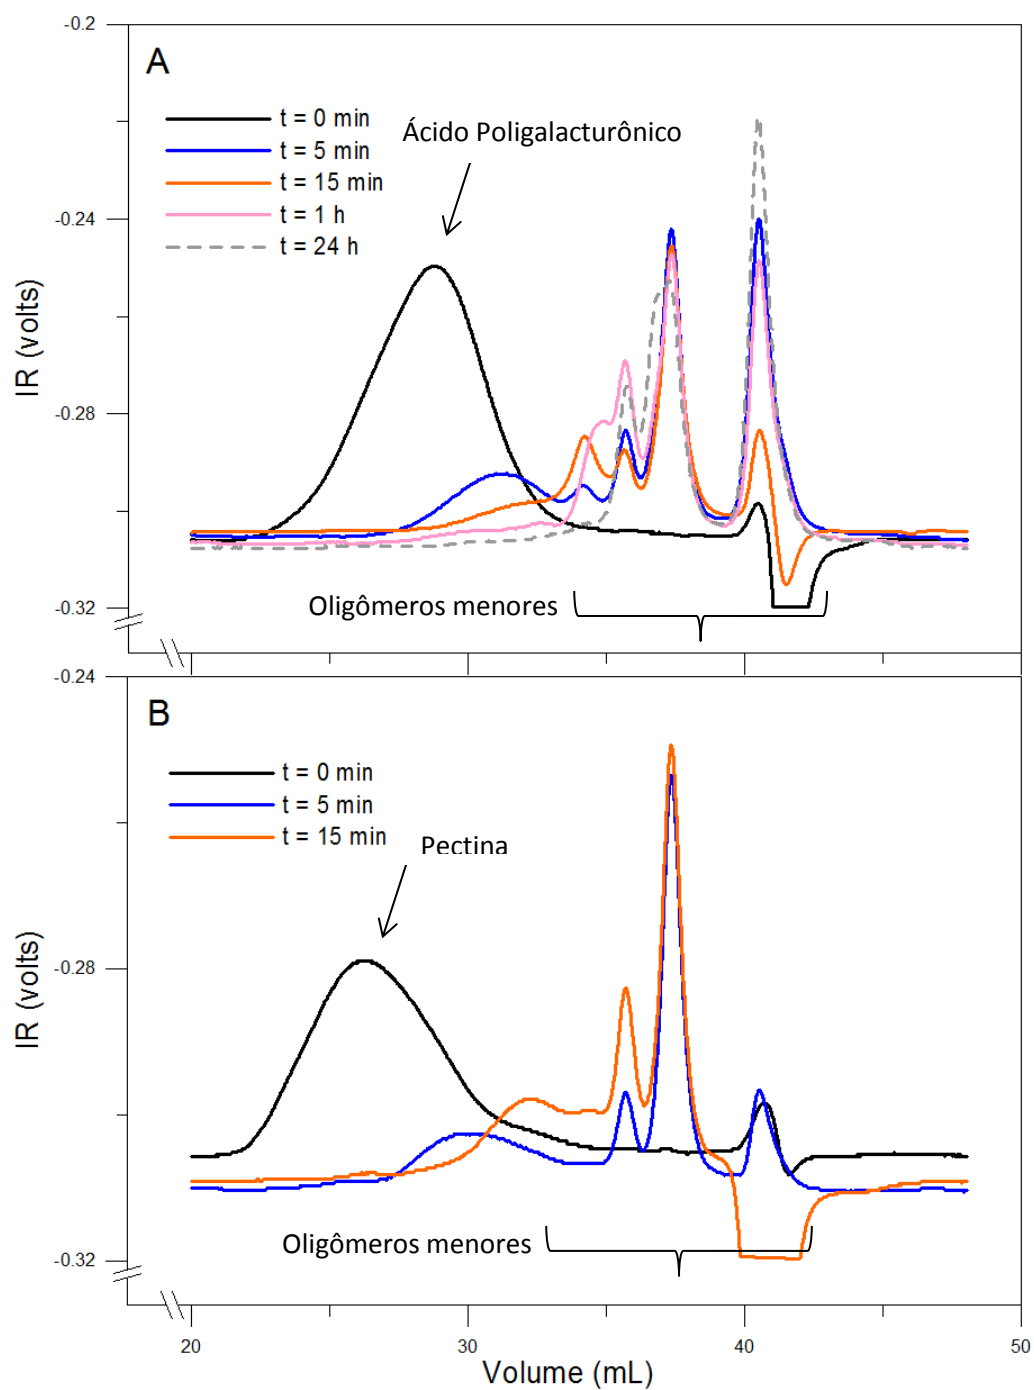 -0.2
A
t = 0 min
t = 5 min
t = 15 min
t = 1 h
t = 24 h
Ácido Poligalacturônico
-0.24
IR (volts)
-0.28
-0.32
Oligômeros menores
-0.24
B
t = 0 min
t = 5 min
t = 15 min
Pectina
-0.28
IR (volts)
Oligômeros menores
-0.32
20 30 40 50
Volume (mL)